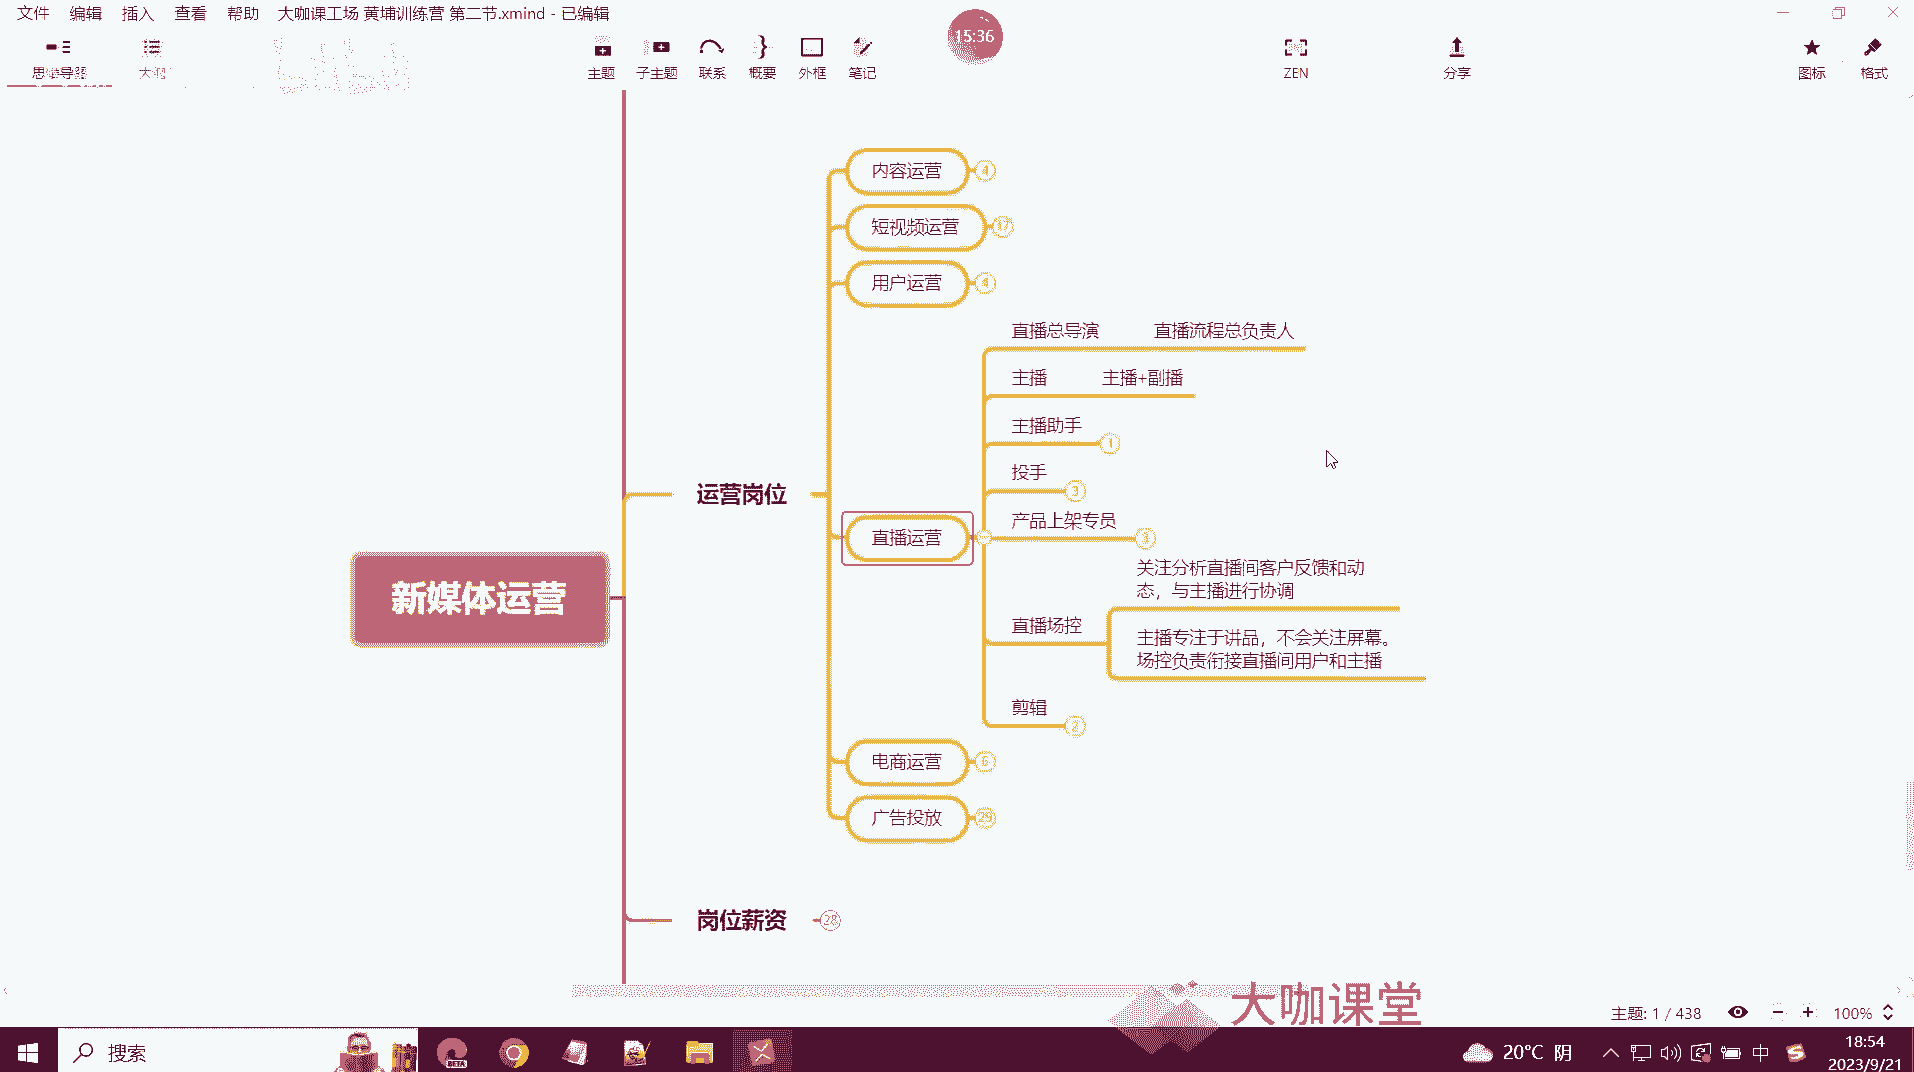 文件 编辑 插入 查看 帮助 大咖课工场 黄埔训练营 第二节.xmind - 已编辑
15:36
主题 子主题 联系 概要 外框 笔记 ZEN 分享 图标 格式
内容运营 4
短视频运营 17
用户运营 4
直播总导演 直播流程总负责人
主播 主播+副播
主播助手 1
投手 3
产品上架专员 3
运营岗位
直播运营
关注分析直播间客户反馈和动
态，与主播进行协调
直播场控
主播专注于讲品，不会关注屏幕。
场控负责衔接直播间用户和主播
新媒体运营
剪辑 2
电商运营 6
广告投放 29
岗位薪资 28
大咖课堂
主题: 1 / 438 100%
搜索
20°C 阴
中
18:54
2023/9/21